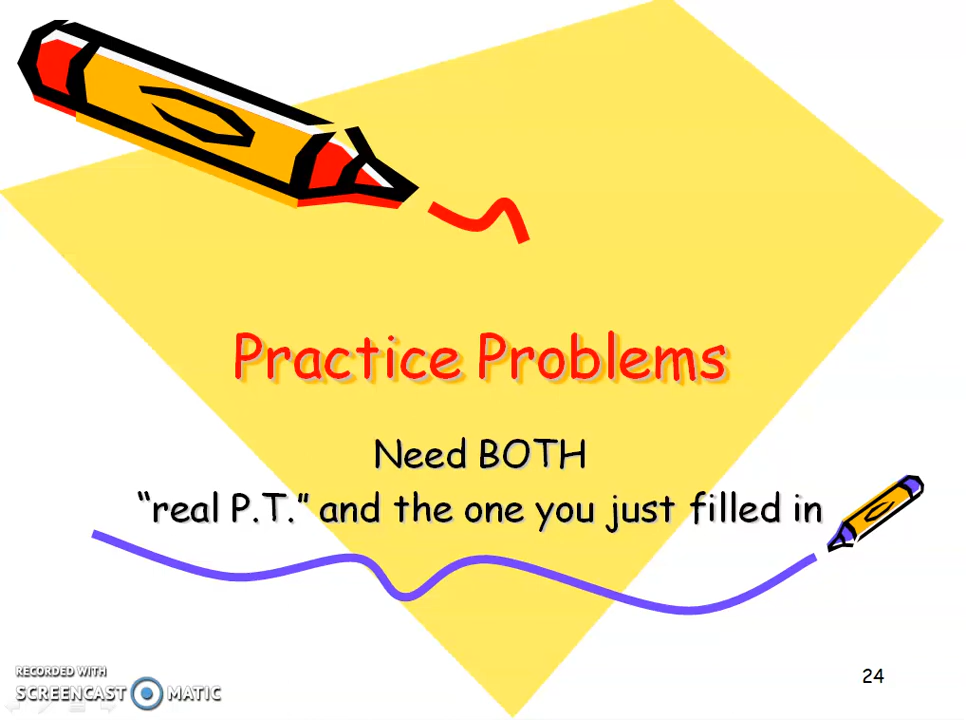 Practice Problems
Need BOTH
“real P.T.” and the one you just filled in
24
RECORDED WITH
SCREENCAST MATIC